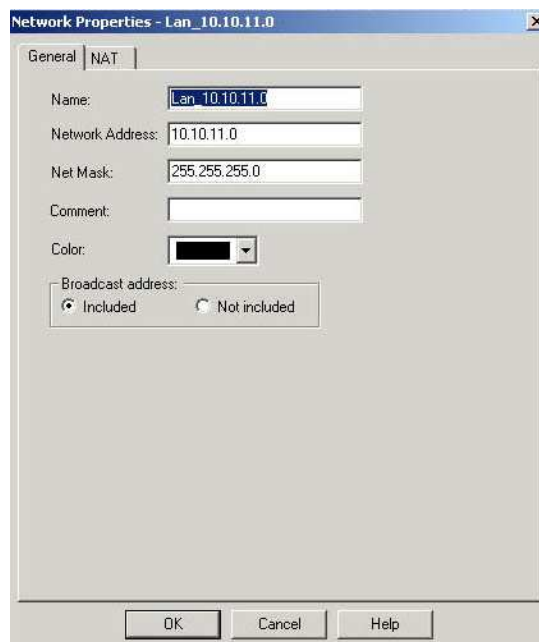 Network Properties - Lan_10.10.11.0
General NAT
Name: Lan_10.10.11.0
Network Address: 10.10.11.0
Net Mask: 255.255.255.0
Comment:
Color:
Broadcast address:
Included Not included
OK Cancel Help